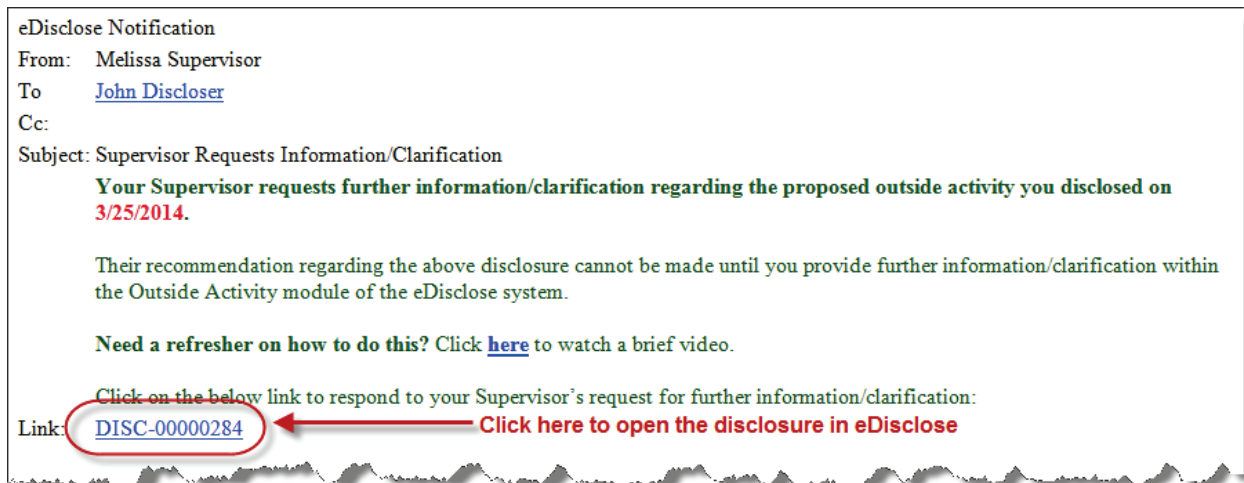 eDisclose Notification
From: Melissa Supervisor
To John Discloser
Cc:
Subject: Supervisor Requests Information/Clarification
Your Supervisor requests further information/clarification regarding the proposed outside activity you disclosed on
3/25/2014.
Their recommendation regarding the above disclosure cannot be made until you provide further information/clarification within
the Outside Activity module of the eDisclose system.
Need a refresher on how to do this? Click here to watch a brief video.
Click on the below link to respond to your Supervisor's request for further information/clarification:
Link: DISC-00000284 Click here to open the disclosure in eDisclose